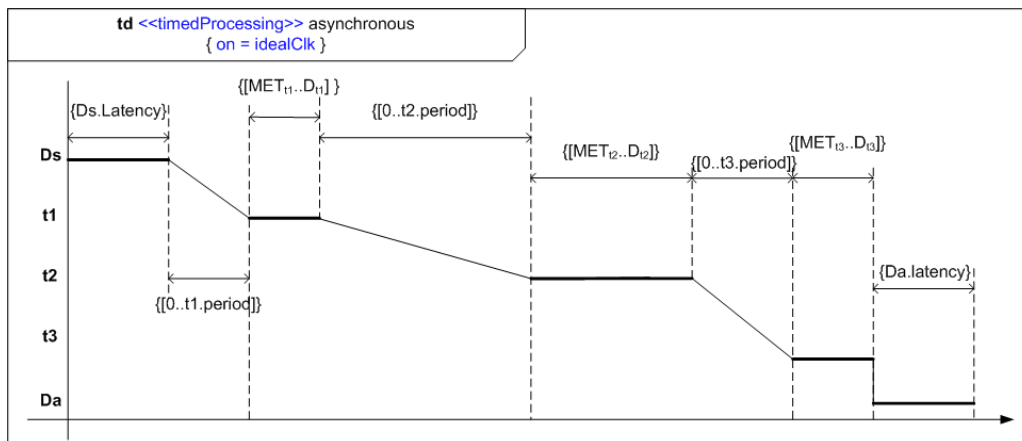 td <<timedProcessing>> asynchronous
{ on = idealClk }
{[METt1..Dt1] }
{Ds.Latency}
{[0..t2.period]}
{[METt3..Dt3]}
Ds
{[METt2..Dt2]}
{[0..t3.period]}
t1
t2
{Da.latency}
{[0..t1.period]}
t3
Da